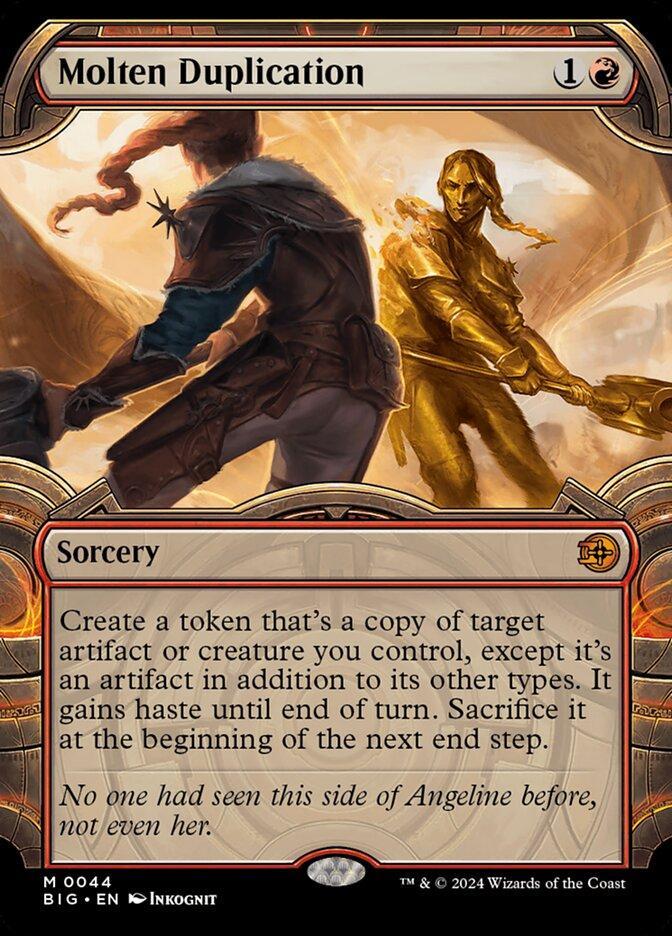 Molten Duplication 1
Sorcery
Create a token that's a copy of target
artifact or creature you control, except it's
an artifact in addition to its other types. It
gains haste until end of turn. Sacrifice it
at the beginning of the next end step.
No one had seen this side of Angeline before,
not even her.
M 0044
BIG • EN Inkognit
™ & © 2024 Wizards of the Coast